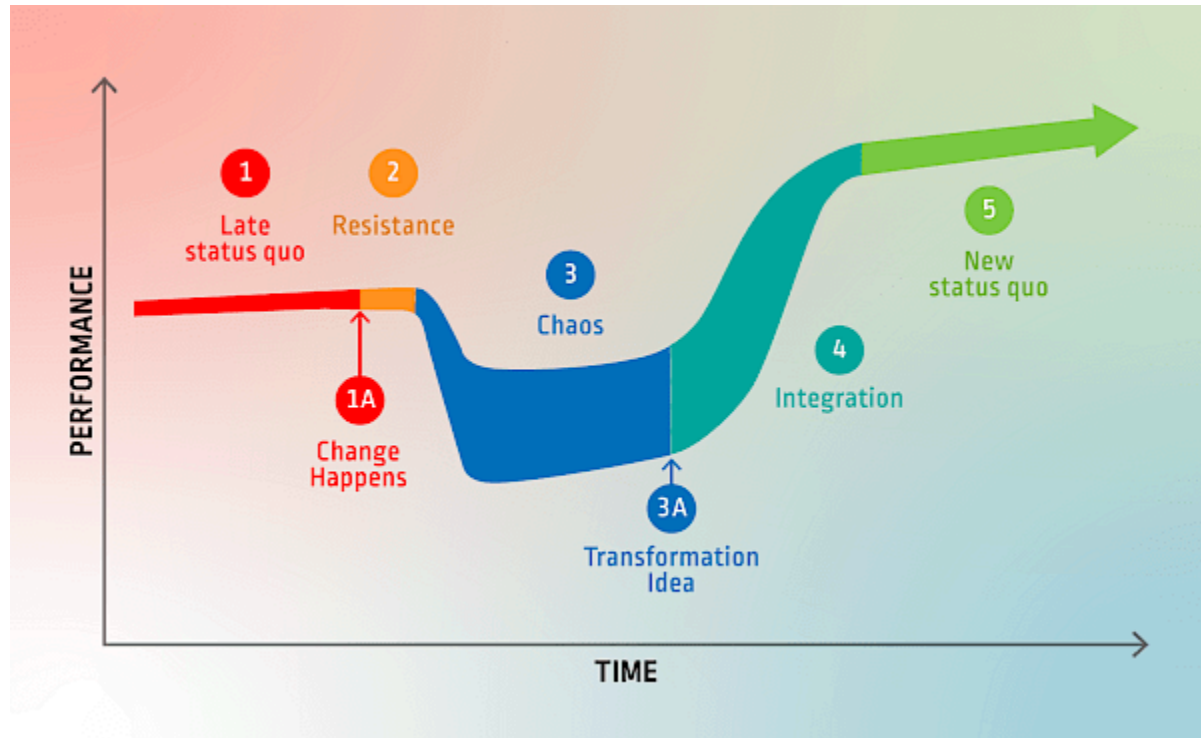 1
Late
status quo
2
Resistance
3
Chaos
1A
Change
Happens
3A
Transformation
Idea
4
Integration
5
New
status quo
PERFORMANCE
TIME